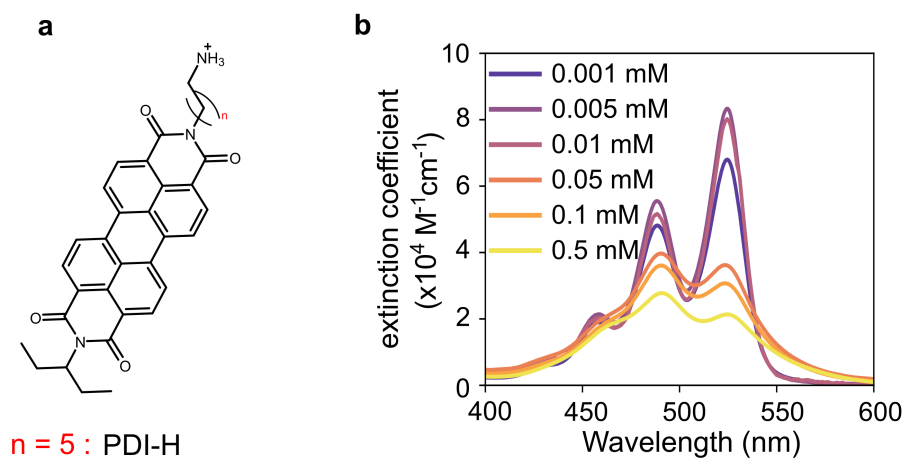 a
+
NH3
n
O
N
O
O
N
O
n = 5 : PDI-H
b
extinction coefficient
(x10⁴ M⁻¹cm⁻¹)
10
8
6
4
2
0
0.001 mM
0.005 mM
0.01 mM
0.05 mM
0.1 mM
0.5 mM
400 450 500 550 600
Wavelength (nm)